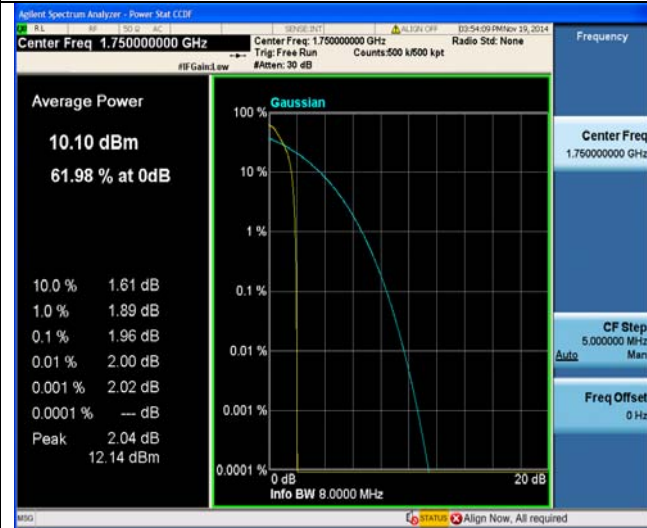 Agilent Spectrum Analyzer - Power Stat CCDF
RL RF 50 Ω AC SENSE:INT ALIGN OFF 03:54:09 PM Nov 19, 2014
Center Freq 1.750000000 GHz
Center Freq: 1.750000000 GHz Radio Std: None
Trig: Free Run Counts:500 k/500 kpt
#IFGain:Low #Atten: 30 dB
Frequency
Average Power
10.10 dBm
61.98 % at 0dB
10.0 % 1.61 dB
1.0 % 1.89 dB
0.1 % 1.96 dB
0.01 % 2.00 dB
0.001 % 2.02 dB
0.0001 % --- dB
Peak 2.04 dB
12.14 dBm
Gaussian
100 %
10 %
1 %
0.1 %
0.01 %
0.001 %
0.0001 %
0 dB 20 dB
Info BW 8.0000 MHz
Center Freq
1.750000000 GHz
CF Step
5.000000 MHz
Auto Man
Freq Offset
0 Hz
MSG STATUS Align Now, All required